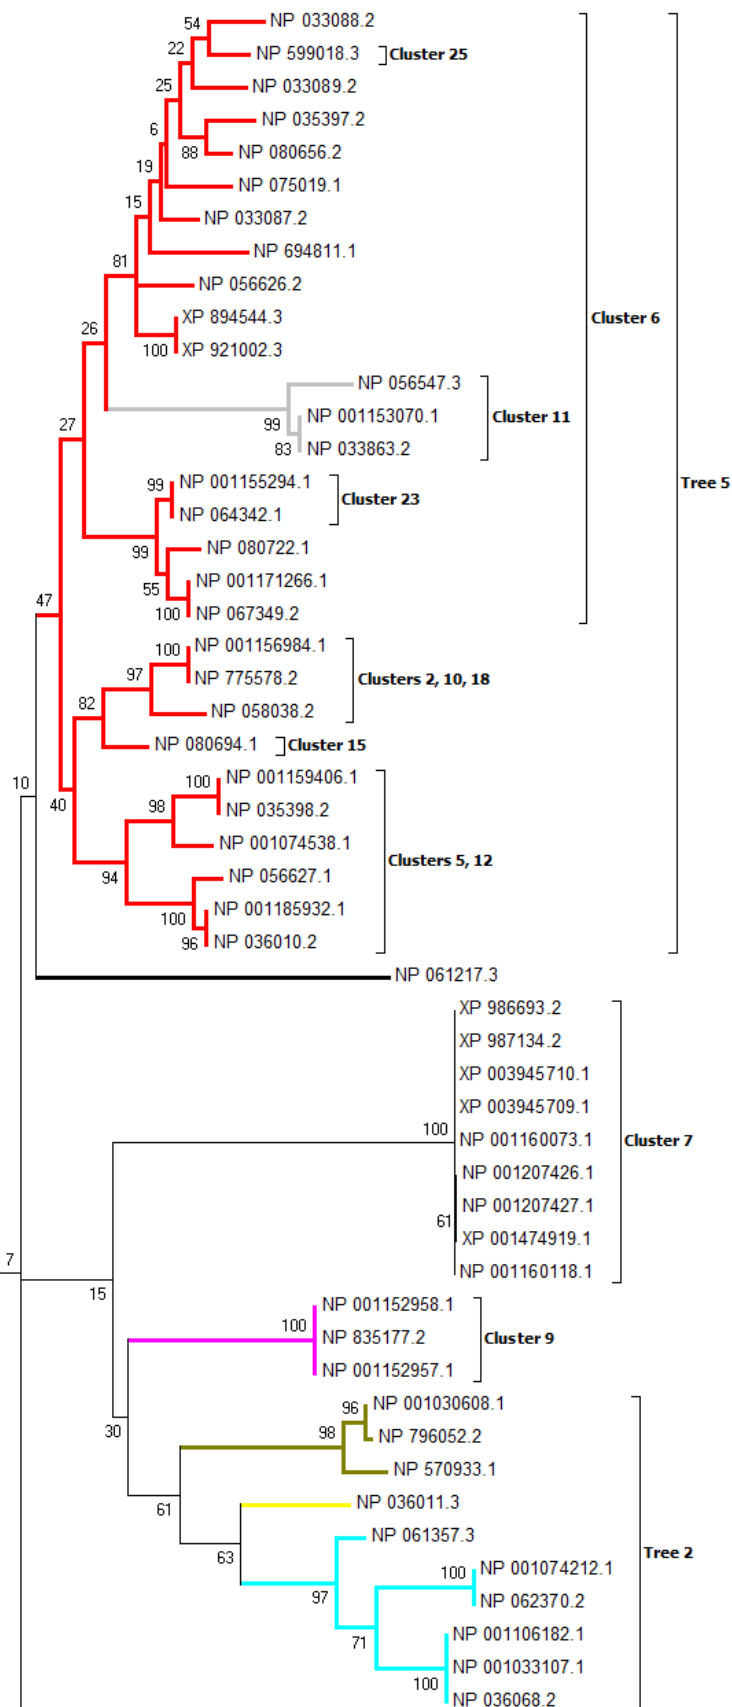 54
NP 033088.2
22
NP 599018.3
Cluster 25
25
NP 033089.2
6
NP 035397.2
88
NP 080656.2
19
NP 075019.1
15
NP 033087.2
NP 694811.1
81
NP 056626.2
XP 894544.3
Cluster 6
26
100
XP 921002.3
NP 056547.3
99
NP 001153070.1
Cluster 11
27
83
NP 033863.2
99
NP 001155294.1
Tree 5
Cluster 23
NP 064342.1
99
NP 080722.1
55
NP 001171266.1
47
100
NP 067349.2
100
NP 001156984.1
97
NP 775578.2
Clusters 2, 10, 18
82
NP 058038.2
NP 080694.1
Cluster 15
10
100
NP 001159406.1
40
98
NP 035398.2
NP 001074538.1
Clusters 5, 12
94
NP 056627.1
100
NP 001185932.1
96
NP 036010.2
NP 061217.3
XP 986693.2
XP 987134.2
XP 003945710.1
XP 003945709.1
100
NP 001160073.1
Cluster 7
NP 001207426.1
NP 001207427.1
61
XP 001474919.1
7
NP 001160118.1
15
NP 001152958.1
100
NP 835177.2
Cluster 9
NP 001152957.1
96
NP 001030608.1
30
98
NP 796052.2
NP 570933.1
61
NP 036011.3
NP 061357.3
63
Tree 2
100
NP 001074212.1
97
NP 062370.2
71
NP 001106182.1
NP 001033107.1
100
NP 036068.2